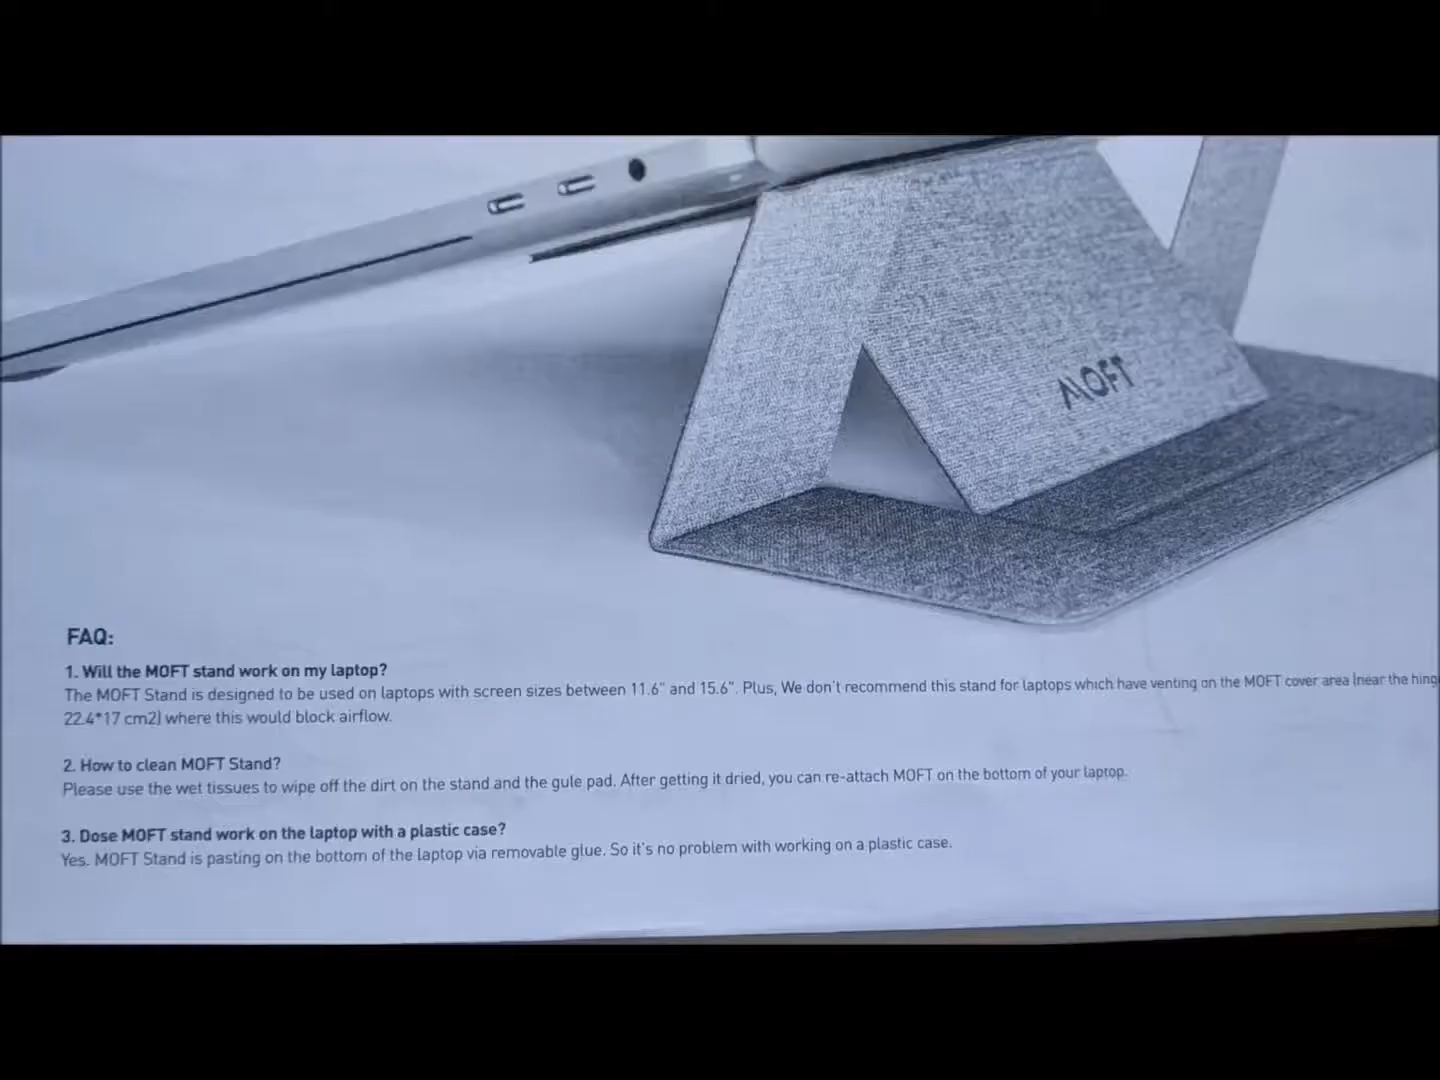 MOFT
FAQ:
1. Will the MOFT stand work on my laptop?
The MOFT Stand is designed to be used on laptops with screen sizes between 11.6" and 15.6". Plus, We don't recommend this stand for laptops which have venting on the MOFT cover area (near the hing
22.4*17 cm2) where this would block airflow.
2. How to clean MOFT Stand?
Please use the wet tissues to wipe off the dirt on the stand and the gule pad. After getting it dried, you can re-attach MOFT on the bottom of your laptop.
3. Dose MOFT stand work on the laptop with a plastic case?
Yes. MOFT Stand is pasting on the bottom of the laptop via removable glue. So it's no problem with working on a plastic case.